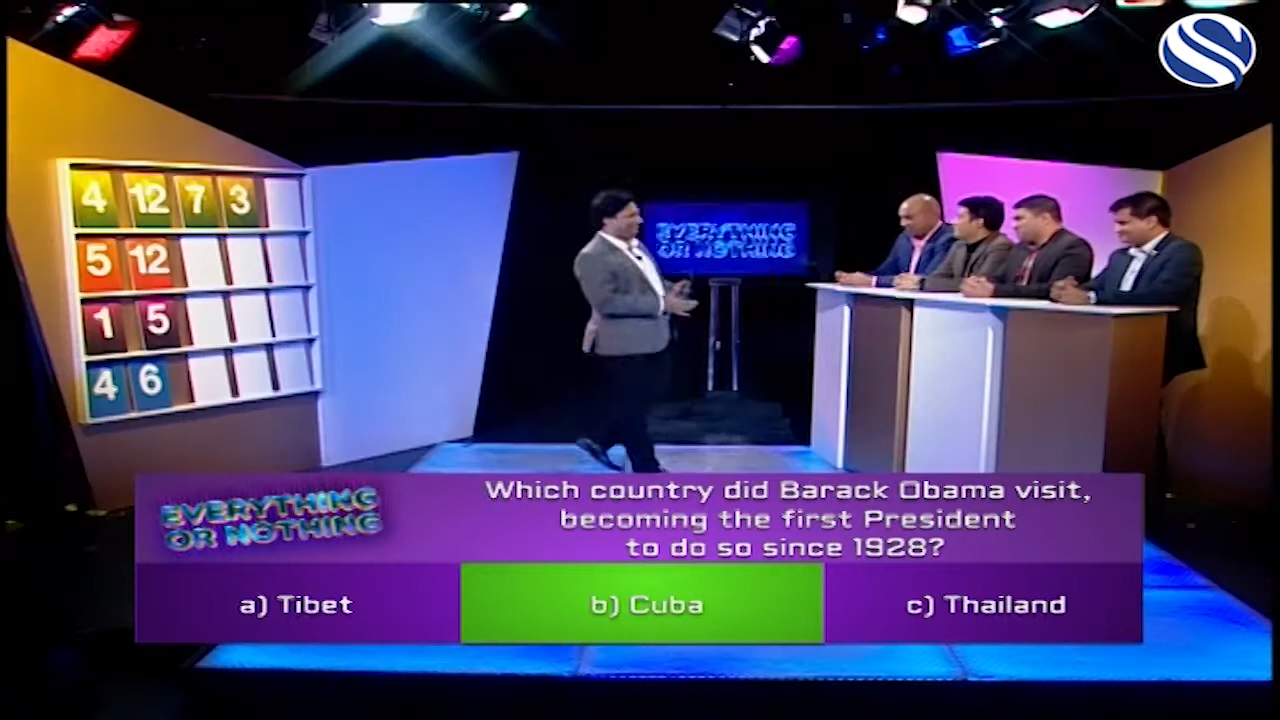 4 12 7 3
5 12
1 5
4 6
EVERYTHING
OR NOTHING
EVERYTHING
OR NOTHING
Which country did Barack Obama visit,
becoming the first President
to do so since 1928?
a) Tibet
b) Cuba
c) Thailand
S